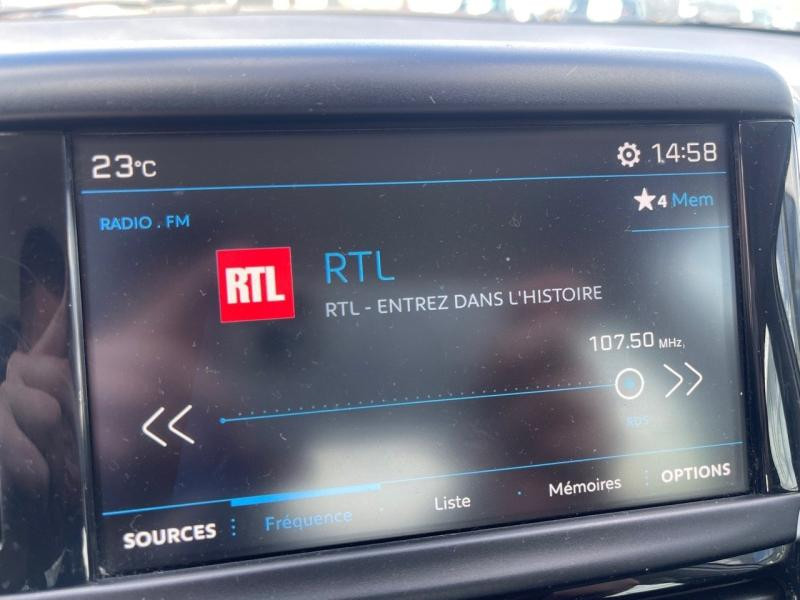 23°C
14:58
RADIO . FM
★4 Mem
RTL
RTL
RTL - ENTREZ DANS L'HISTOIRE
107.50 MHz
RDS
SOURCES
Fréquence
Liste
Mémoires
OPTIONS